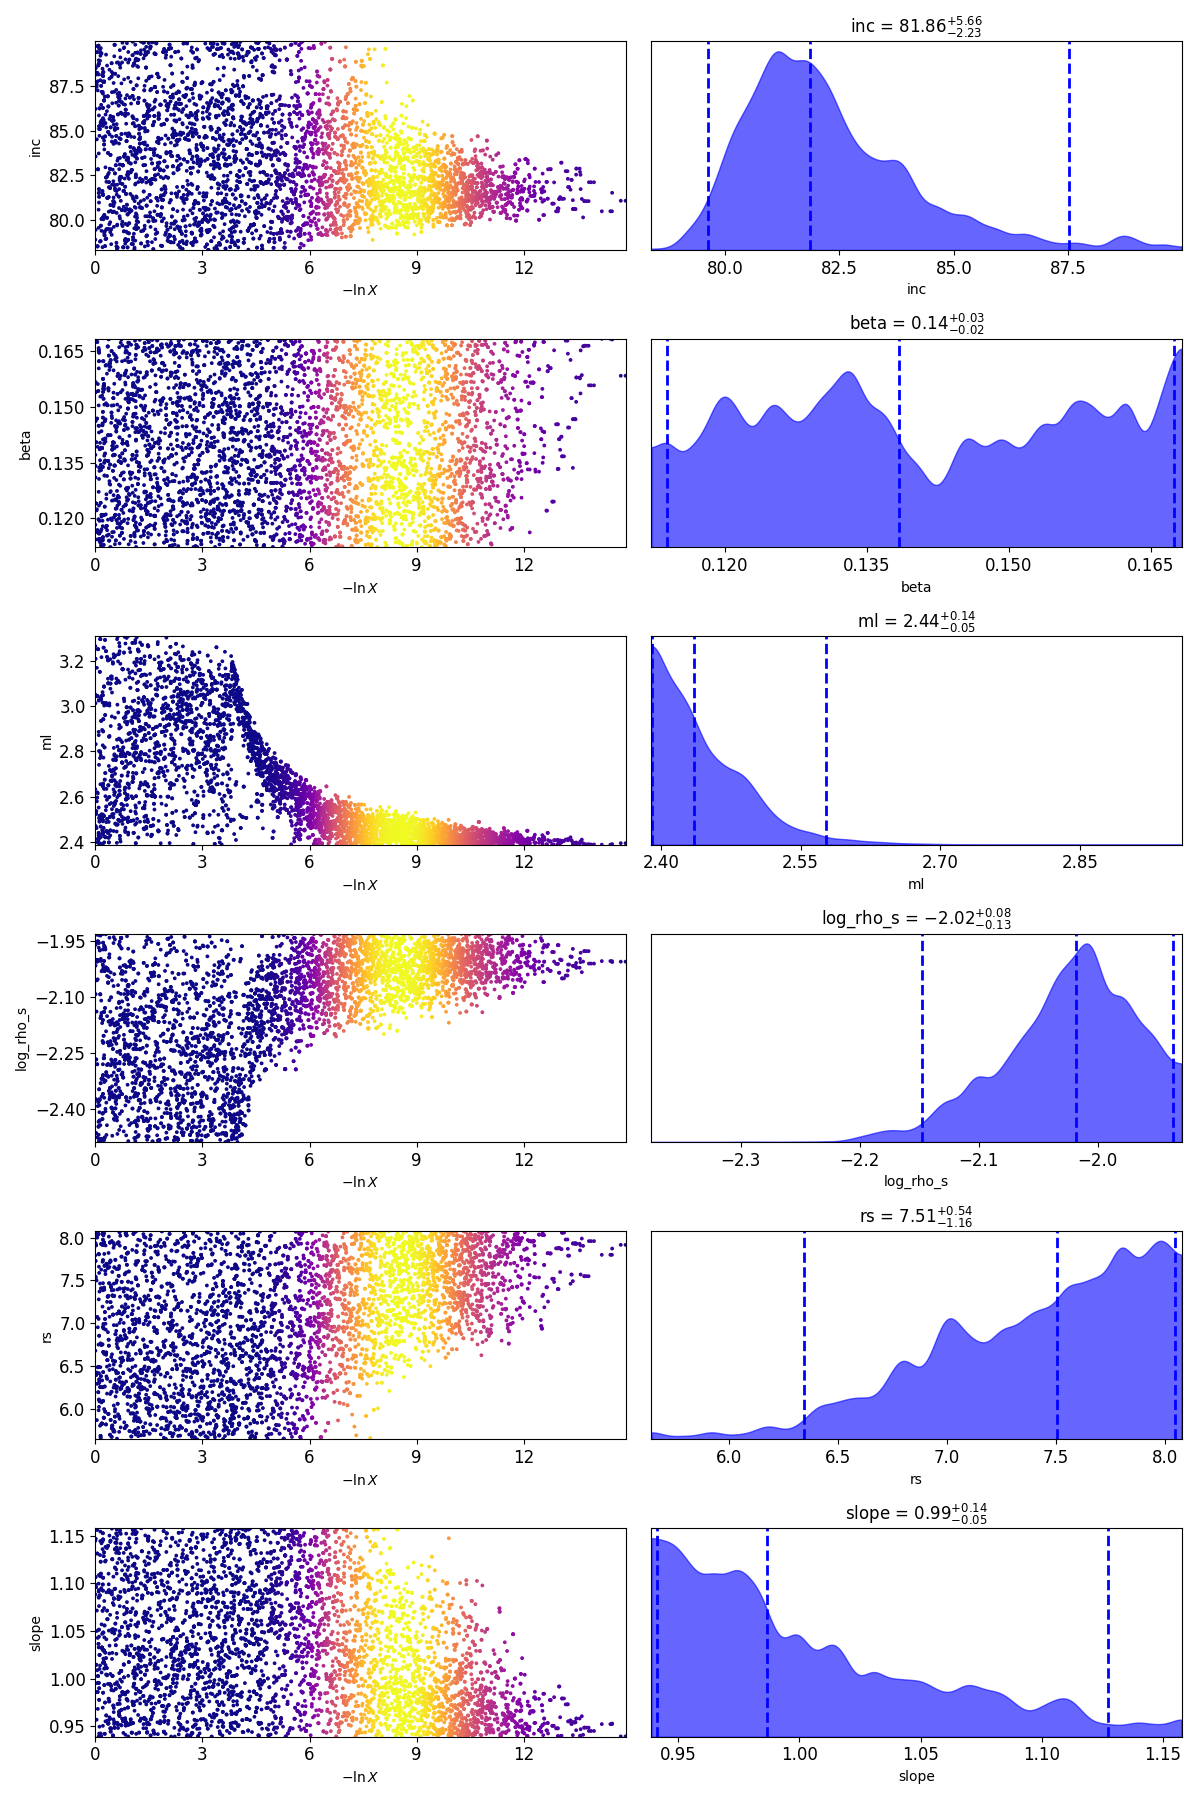 inc = 81.86+5.66 −2.23
87.5
85.0
82.5
80.0
inc
0 3 6 9 12
−ln X
80.0 82.5 85.0 87.5
inc
beta = 0.14+0.03 −0.02
0.165
0.150
0.135
0.120
beta
0 3 6 9 12
−ln X
0.120 0.135 0.150 0.165
beta
ml = 2.44+0.14 −0.05
3.2
3.0
2.8
2.6
2.4
ml
0 3 6 9 12
−ln X
2.40 2.55 2.70 2.85
ml
log_rho_s = −2.02+0.08 −0.13
−1.95
−2.10
−2.25
−2.40
log_rho_s
0 3 6 9 12
−ln X
−2.3 −2.2 −2.1 −2.0
log_rho_s
rs = 7.51+0.54 −1.16
8.0
7.5
7.0
6.5
6.0
rs
0 3 6 9 12
−ln X
6.0 6.5 7.0 7.5 8.0
rs
slope = 0.99+0.14 −0.05
1.15
1.10
1.05
1.00
0.95
slope
0 3 6 9 12
−ln X
0.95 1.00 1.05 1.10 1.15
slope